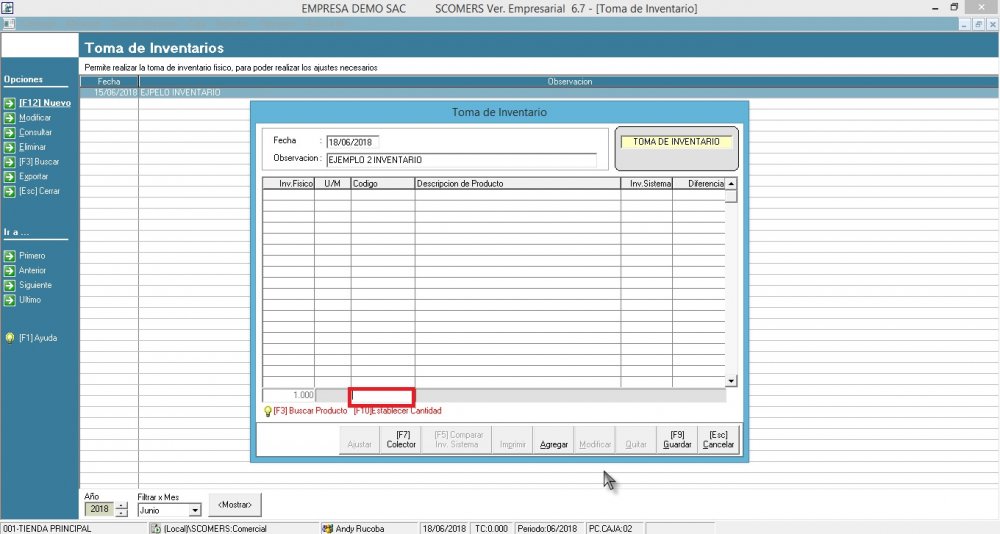 EMPRESA DEMO SAC SCOMERS Ver. Empresarial 6.7 - [Toma de Inventario]
Toma de Inventarios
Permite realizar la toma de inventario fisico, para poder realizar los ajustes necesarios
Opciones
[F12] Nuevo
Modificar
Consultar
Eliminar
[F3] Buscar
Exportar
[Esc] Cerrar
Ir a ...
Primero
Anterior
Siguiente
Ultimo
[F1] Ayuda
Fecha Observacion
15/06/2018 EJPELO INVENTARIO
Toma de Inventario
Fecha : 18/06/2018
Observacion : EJEMPLO 2 INVENTARIO
TOMA DE INVENTARIO
Inv.Fisico U/M Codigo Descripcion de Producto Inv.Sistema Diferencia
1.000
[F3] Buscar Producto [F10]Establecer Cantidad
Ajustar [F7] Colector [F5] Comparar Inv. Sistema Imprimir Agregar Modificar Quitar [F9] Guardar [Esc] Cancelar
Año Filtrar x Mes
2018 Junio <Mostrar>
001-TIENDA PRINCIPAL (Local)\SCOMERS:Comercial Andy Rucoba 18/06/2018 TC:0.000 Periodo:06/2018 PC.CAJA:02